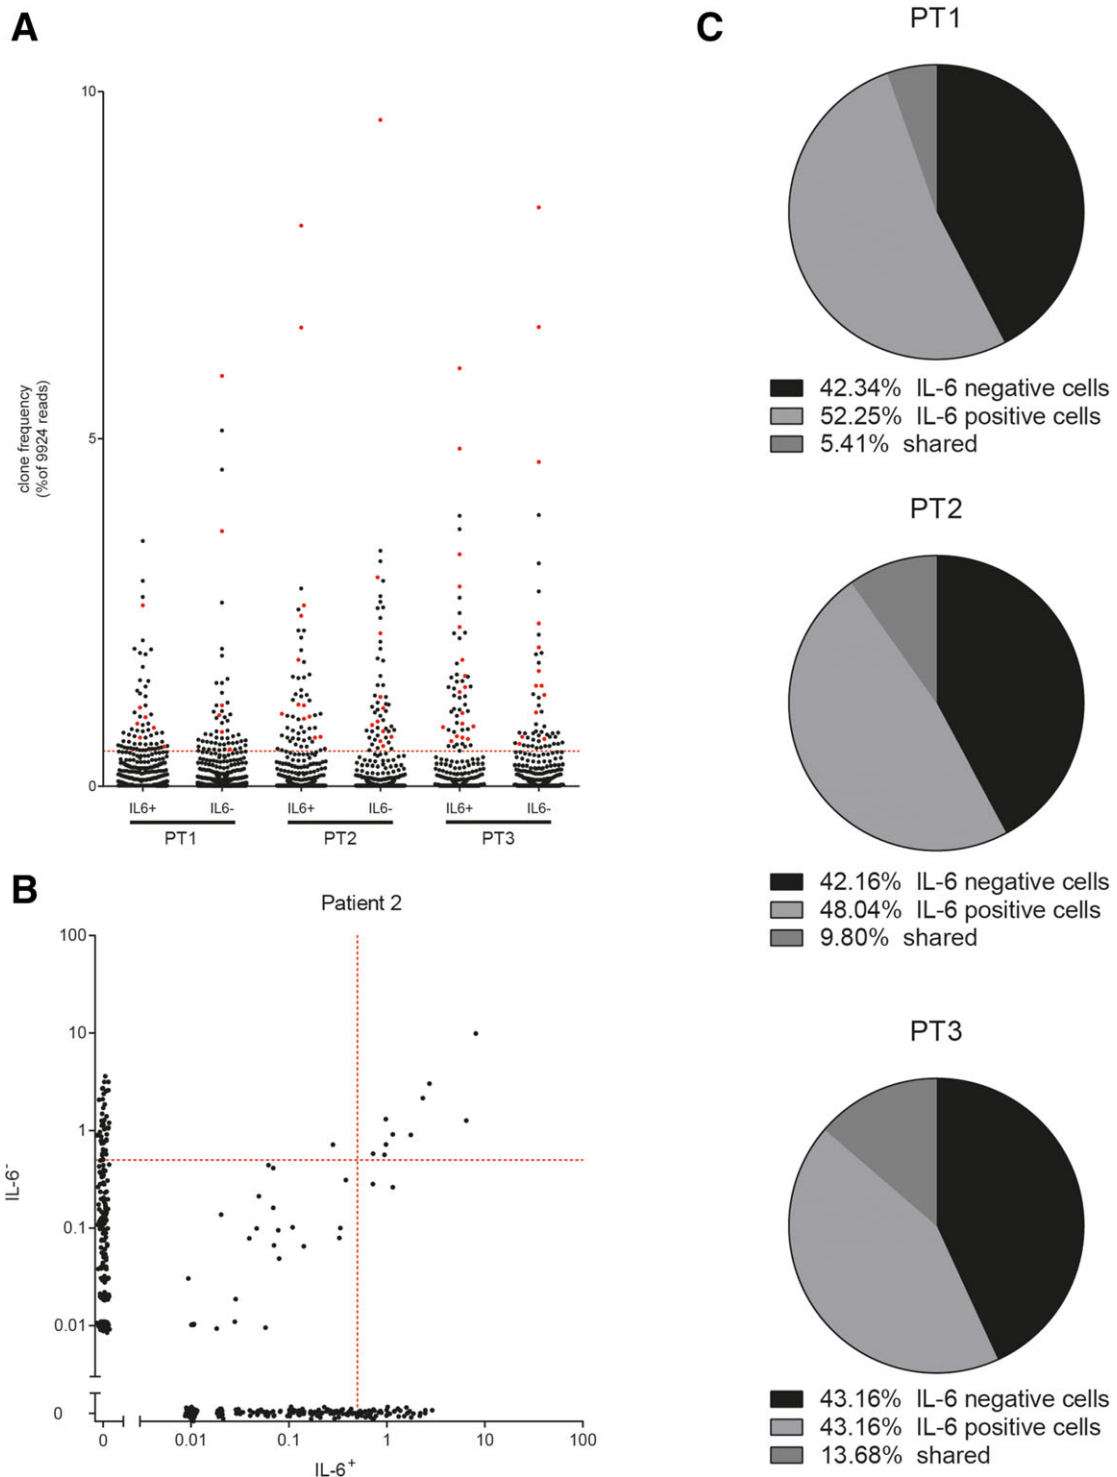 A
10
5
0
clone frequency
(%of 9924 reads)
IL6+ IL6- IL6+ IL6- IL6+ IL6-
PT1 PT2 PT3
B
Patient 2
100
10
1
0.1
0.01
0
IL-6-
0 0.01 0.1 1 10 100
IL-6+
C
PT1
42.34% IL-6 negative cells
52.25% IL-6 positive cells
5.41% shared
PT2
42.16% IL-6 negative cells
48.04% IL-6 positive cells
9.80% shared
PT3
43.16% IL-6 negative cells
43.16% IL-6 positive cells
13.68% shared